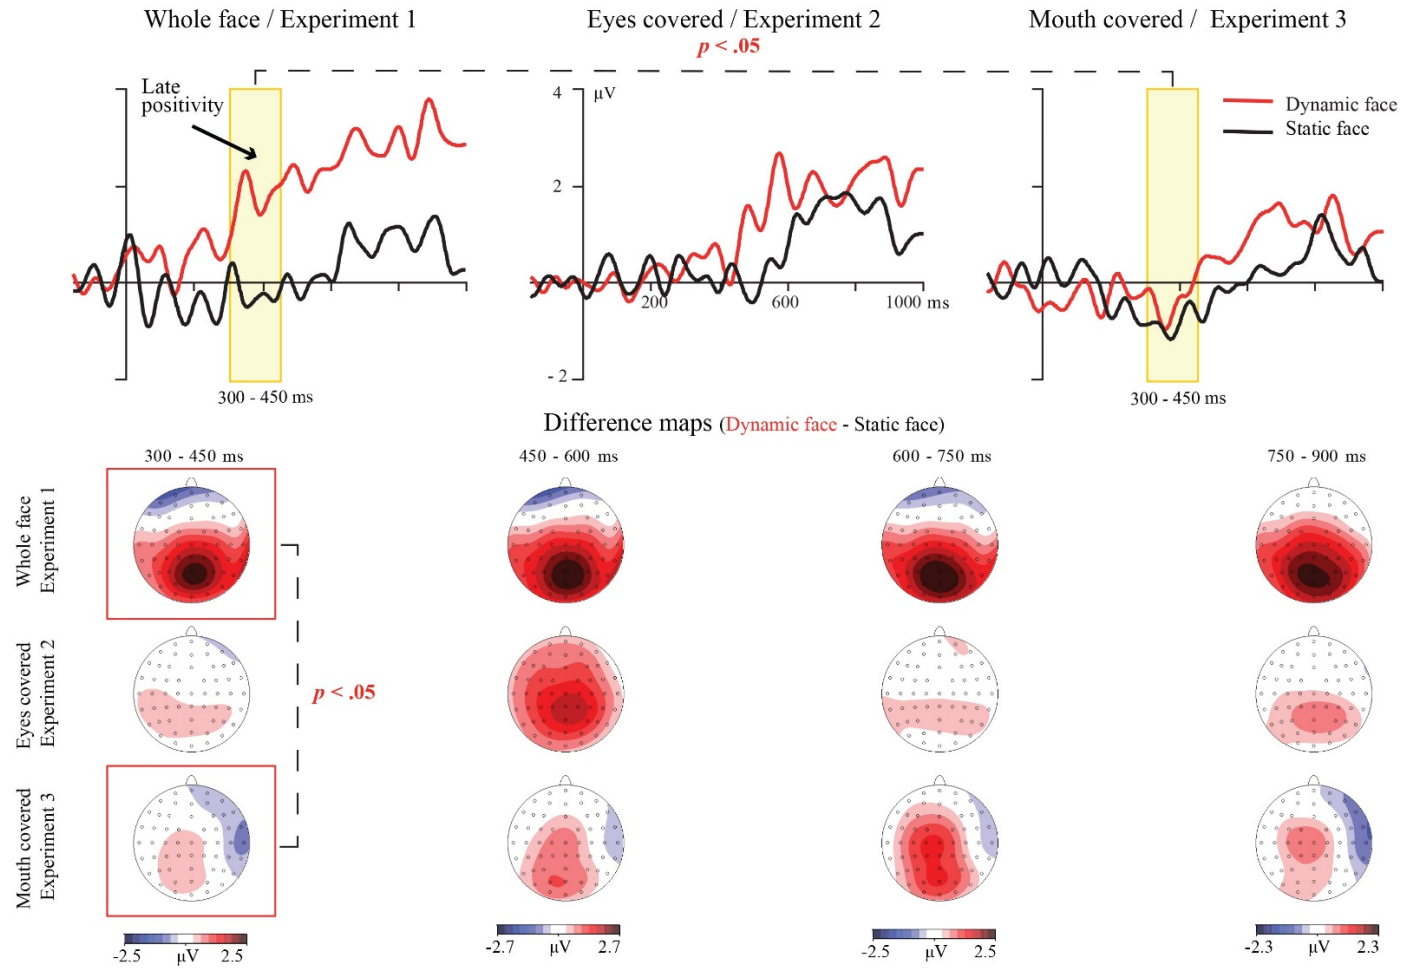 Whole face / Experiment 1
Eyes covered / Experiment 2
Mouth covered / Experiment 3
p < .05
Late
positivity
4
μV
2
200
600
1000 ms
- 2
Dynamic face
Static face
300 - 450 ms
300 - 450 ms
Difference maps (Dynamic face - Static face)
300 - 450 ms
450 - 600 ms
600 - 750 ms
750 - 900 ms
Whole face
Experiment 1
Eyes covered
Experiment 2
p < .05
Mouth covered
Experiment 3
-2.5
μV
2.5
-2.7
μV
2.7
-2.5
μV
2.5
-2.3
μV
2.3